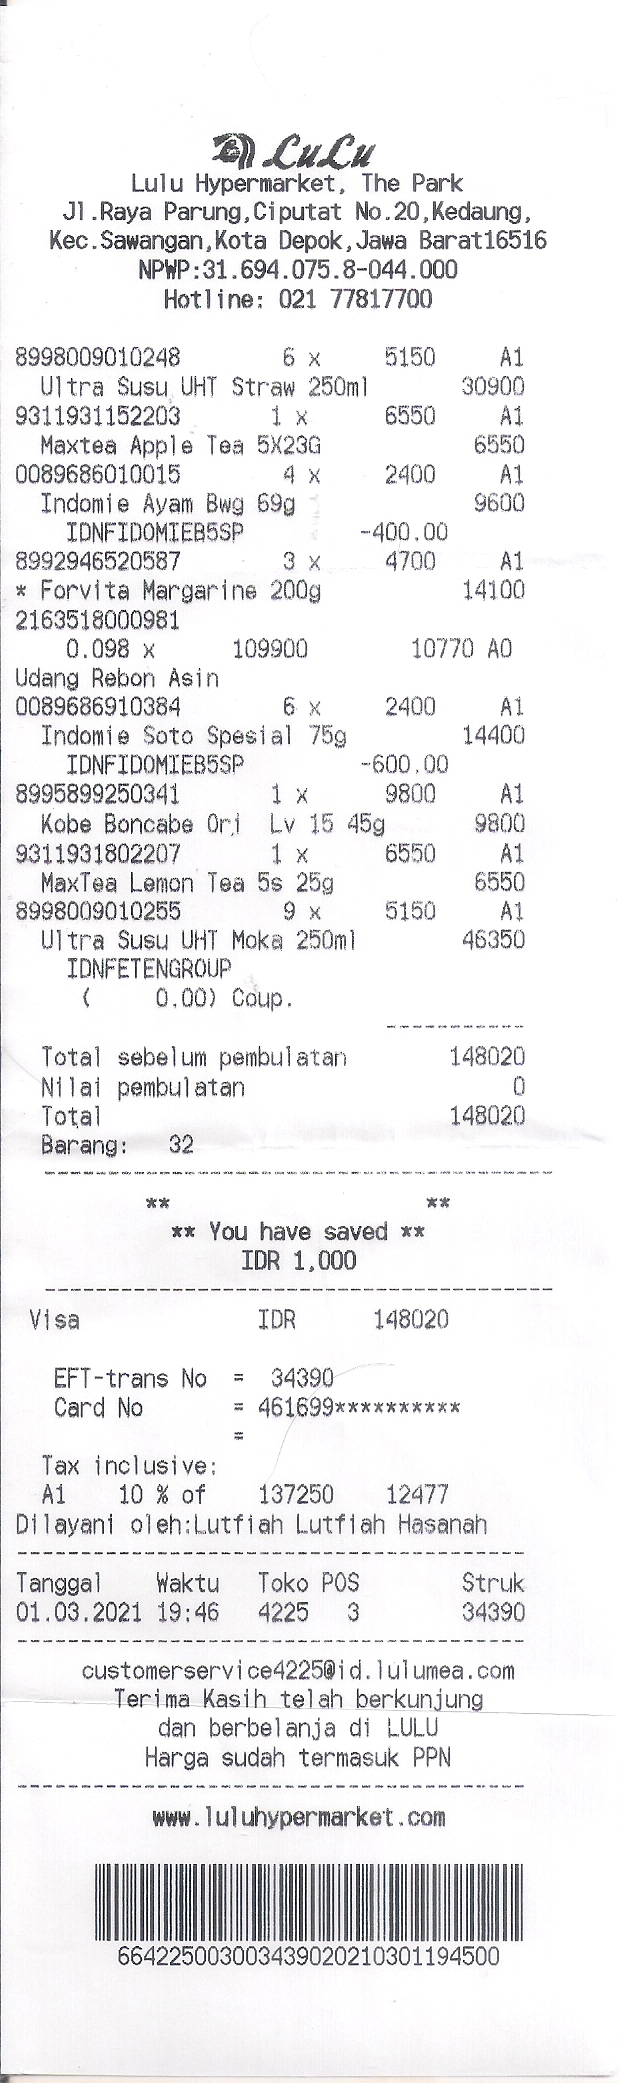 LuLu
Lulu Hypermarket, The Park
Jl.Raya Parung,Ciputat No.20,Kedaung,
Kec.Sawangan,Kota Depok,Jawa Barat16516
NPWP:31.694.075.8-044.000
Hotline: 021 77817700
8998009010248 6 x 5150 A1
Ultra Susu UHT Straw 250ml 30900
9311931152203 1 x 6550 A1
Maxtea Apple Tea 5X23G 6550
0089686010015 4 x 2400 A1
Indomie Ayam Bwg 69g 9600
IDNFIDOMIEB5SP -400.00
8992946520587 3 x 4700 A1
* Forvita Margarine 200g 14100
2163518000981
0.098 x 109900 10770 A0
Udang Rebon Asin
0089686910384 6 x 2400 A1
Indomie Soto Spesial 75g 14400
IDNFIDOMIEB5SP -600.00
8995899250341 1 x 9800 A1
Kobe Boncabe Ori Lv 15 45g 9800
9311931802207 1 x 6550 A1
MaxTea Lemon Tea 5s 25g 6550
8998009010255 9 x 5150 A1
Ultra Susu UHT Moka 250ml 46350
IDNFETENGROUP
( 0.00) Coup.
Total sebelum pembulatan 148020
Nilai pembulatan 0
Total 148020
Barang: 32
** **
** You have saved **
IDR 1,000
Visa IDR 148020
EFT-trans No = 34390
Card No = 461699**********
=
Tax inclusive:
A1 10 % of 137250 12477
Dilayani oleh:Lutfiah Lutfiah Hasanah
Tanggal Waktu Toko POS Struk
01.03.2021 19:46 4225 3 34390
customerservice4225@id.lulumea.com
Terima Kasih telah berkunjung
dan berbelanja di LULU
Harga sudah termasuk PPN
www.luluhypermarket.com
664225003003439020210301194500